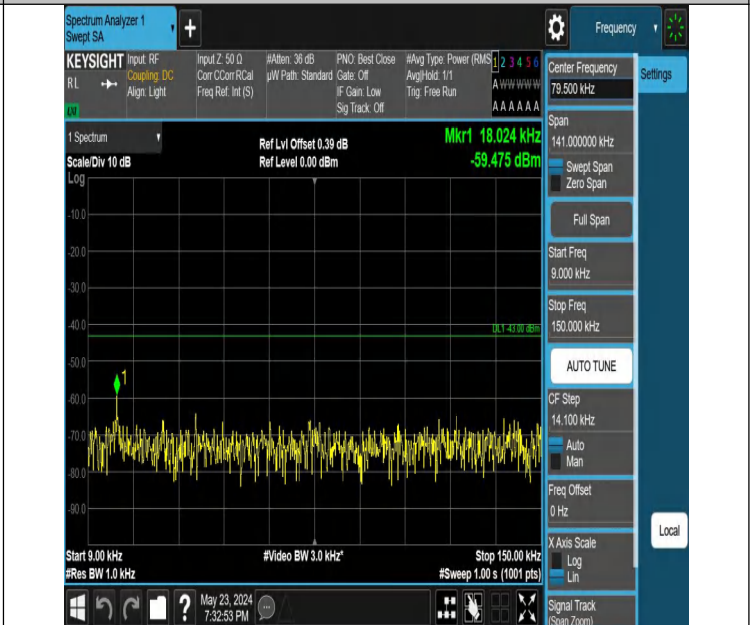 Spectrum Analyzer 1
Swept SA
+
Frequency
KEYSIGHT
RL
Input: RF
Coupling: DC
Align: Light
Input Z: 50 Ω
Corr CCorr RCal
Freq Ref: Int (S)
#Atten: 36 dB
µW Path: Standard
PNO: Best Close
Gate: Off
IF Gain: Low
Sig Track: Off
#Avg Type: Power (RMS
Avg|Hold: 1/1
Trig: Free Run
1 2 3 4 5 6
A W W W W W
A A A A A A
1 Spectrum
Scale/Div 10 dB
Log
Ref Lvl Offset 0.39 dB
Ref Level 0.00 dBm
Mkr1 18.024 kHz
-59.475 dBm
-10.0
-20.0
-30.0
-40.0
-50.0
-60.0
-70.0
-80.0
-90.0
DL1 -43.00 dBm
1
Start 9.00 kHz
#Res BW 1.0 kHz
#Video BW 3.0 kHz*
Stop 150.00 kHz
#Sweep 1.00 s (1001 pts)
Center Frequency
79.500 kHz
Settings
Span
141.000000 kHz
Swept Span
Zero Span
Full Span
Start Freq
9.000 kHz
Stop Freq
150.000 kHz
AUTO TUNE
CF Step
14.100 kHz
Auto
Man
Freq Offset
0 Hz
X Axis Scale
Log
Lin
Local
Signal Track
(Span Zoom)
?
May 23, 2024
7:32:53 PM